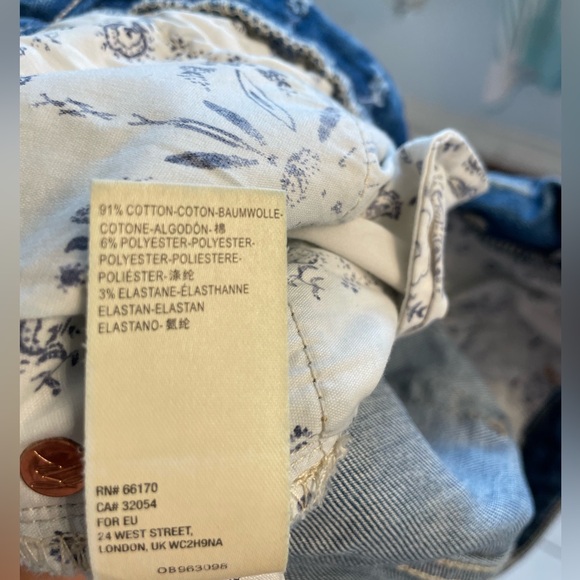 91% COTTON-COTON-BAUMWOLLE-
COTONE-ALGODÓN-棉
6% POLYESTER-POLYESTER-
POLYESTER-POLIESTERE-
POLIÉSTER-涤纶
3% ELASTANE-ÉLASTHANNE
ELASTAN-ELASTAN
ELASTANO-氨纶
RN# 66170
CA# 32054
FOR EU
24 WEST STREET,
LONDON, UK WC2H9NA
OB963098